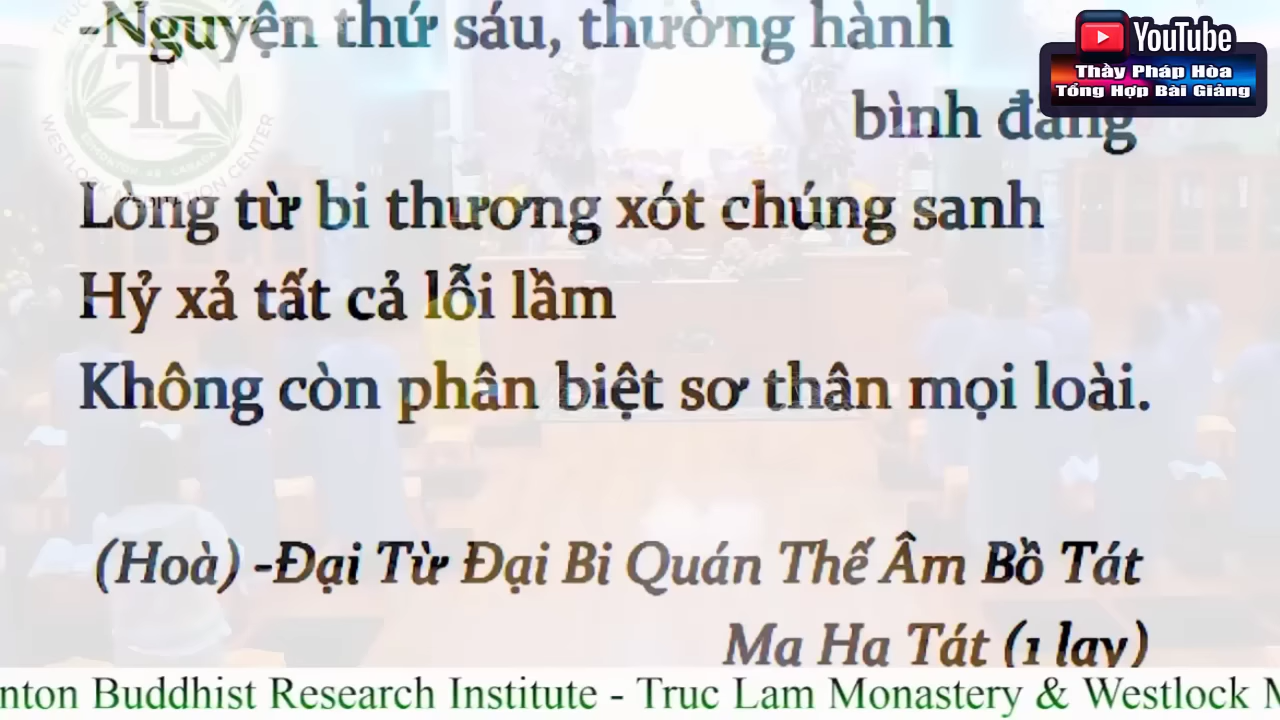 -Nguyện thứ sáu, thường hành
YouTube
Thầy Pháp Hòa
Tổng Hợp Bài Giảng
bình đẳng
Lòng từ bi thương xót chúng sanh
Hỷ xả tất cả lỗi lầm
Không còn phân biệt sơ thân mọi loài.
(Hoà) -Đại Từ Đại Bi Quán Thế Âm Bồ Tát
Ma Ha Tát (1 lạy)
nton Buddhist Research Institute - Truc Lam Monastery & Westlock M